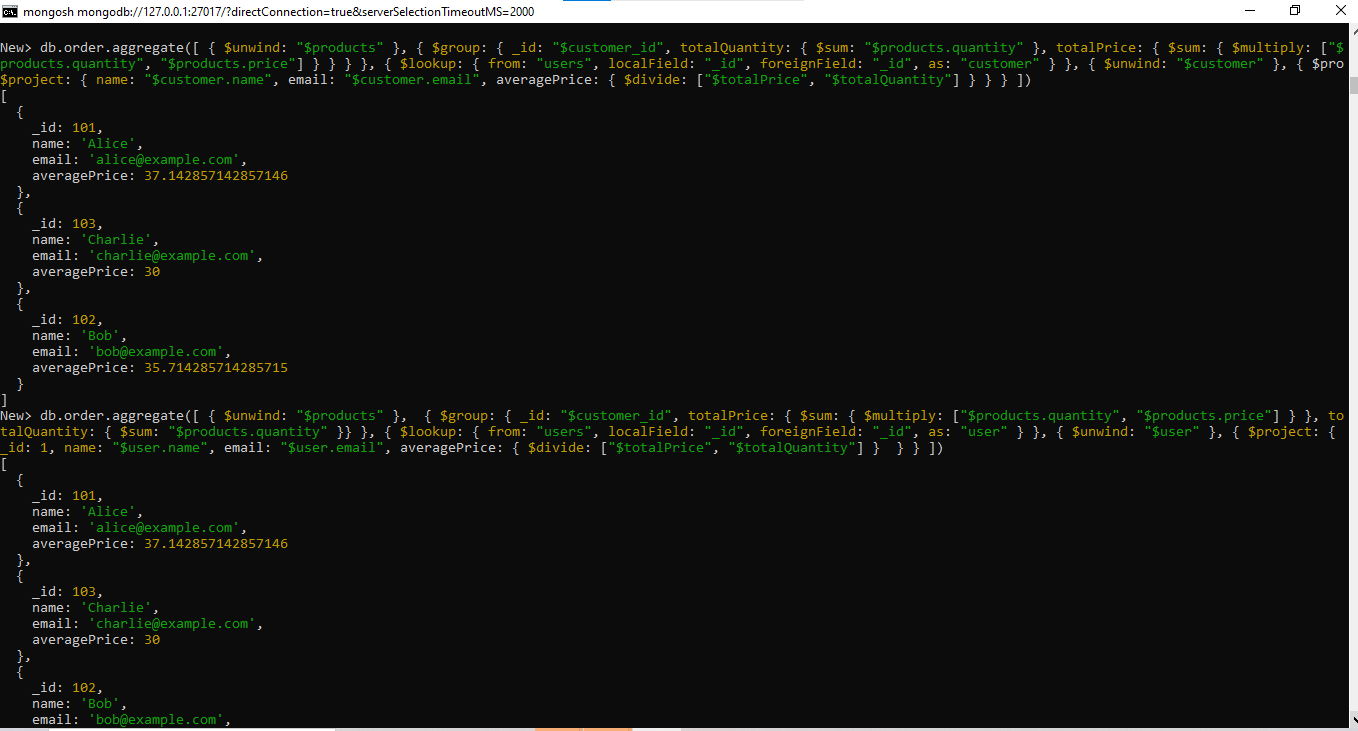 mongosh mongodb://127.0.0.1:27017/?directConnection=true&serverSelectionTimeoutMS=2000
New> db.order.aggregate([ { $unwind: "$products" }, { $group: { _id: "$customer_id", totalQuantity: { $sum: "$products.quantity" }, totalPrice: { $sum: { $multiply: ["$
products.quantity", "$products.price"] } } } }, { $lookup: { from: "users", localField: "_id", foreignField: "_id", as: "customer" } }, { $unwind: "$customer" }, { $pro
$project: { name: "$customer.name", email: "$customer.email", averagePrice: { $divide: ["$totalPrice", "$totalQuantity"] } } } ])
[
  {
    _id: 101,
    name: 'Alice',
    email: 'alice@example.com',
    averagePrice: 37.142857142857146
  },
  {
    _id: 103,
    name: 'Charlie',
    email: 'charlie@example.com',
    averagePrice: 30
  },
  {
    _id: 102,
    name: 'Bob',
    email: 'bob@example.com',
    averagePrice: 35.714285714285715
  }
]
New> db.order.aggregate([ { $unwind: "$products" },  { $group: { _id: "$customer_id", totalPrice: { $sum: { $multiply: ["$products.quantity", "$products.price"] } }, to
talQuantity: { $sum: "$products.quantity" }} }, { $lookup: { from: "users", localField: "_id", foreignField: "_id", as: "user" } }, { $unwind: "$user" }, { $project: {
_id: 1, name: "$user.name", email: "$user.email", averagePrice: { $divide: ["$totalPrice", "$totalQuantity"] }  } } ])
[
  {
    _id: 101,
    name: 'Alice',
    email: 'alice@example.com',
    averagePrice: 37.142857142857146
  },
  {
    _id: 103,
    name: 'Charlie',
    email: 'charlie@example.com',
    averagePrice: 30
  },
  {
    _id: 102,
    name: 'Bob',
    email: 'bob@example.com',